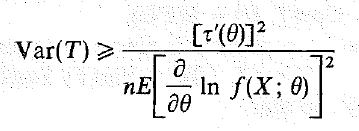 Var(T) ⩾ [τ′(θ)]² / nE[∂/∂θ ln f(X; θ)]²